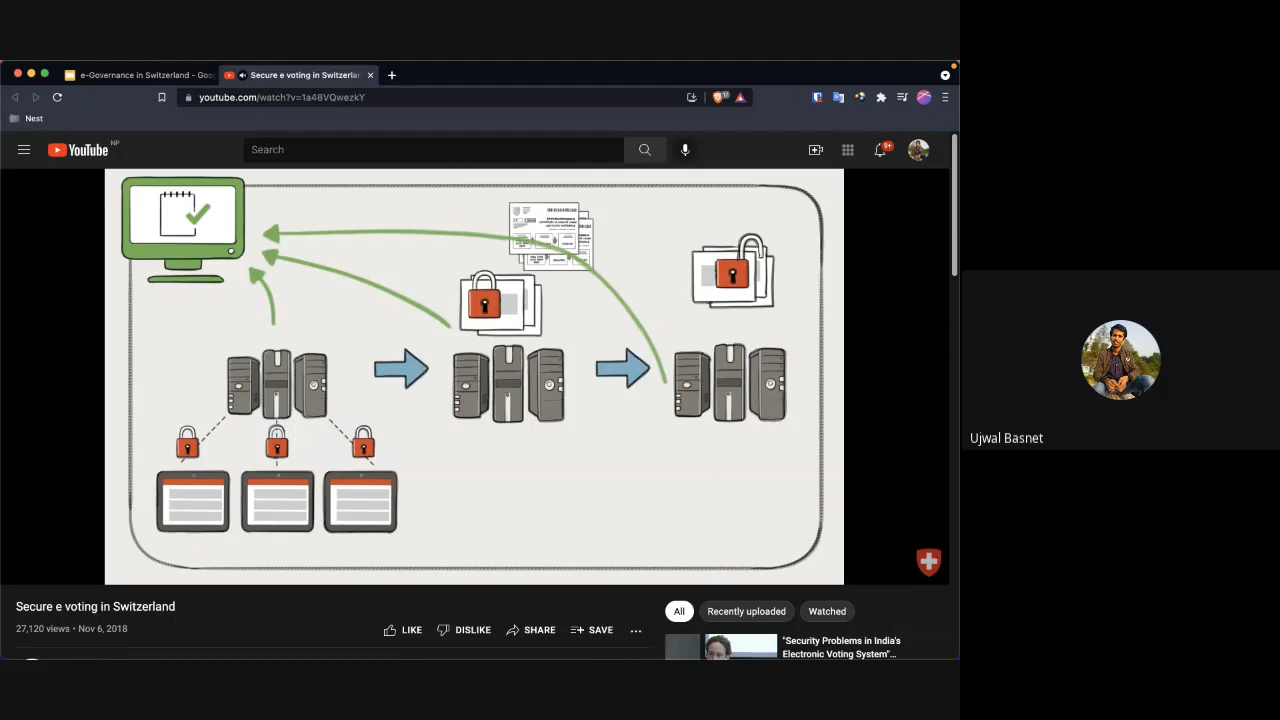 e-Governance in Switzerland - Goo
Secure e voting in Switzerlan
youtube.com/watch?v=1a48VQwezkY
17
Nest
YouTube NP
Search
9+
Secure e voting in Switzerland
27,120 views • Nov 6, 2018
LIKE
DISLIKE
SHARE
SAVE
All
Recently uploaded
Watched
"Security Problems in India's
Electronic Voting System"...
Ujwal Basnet